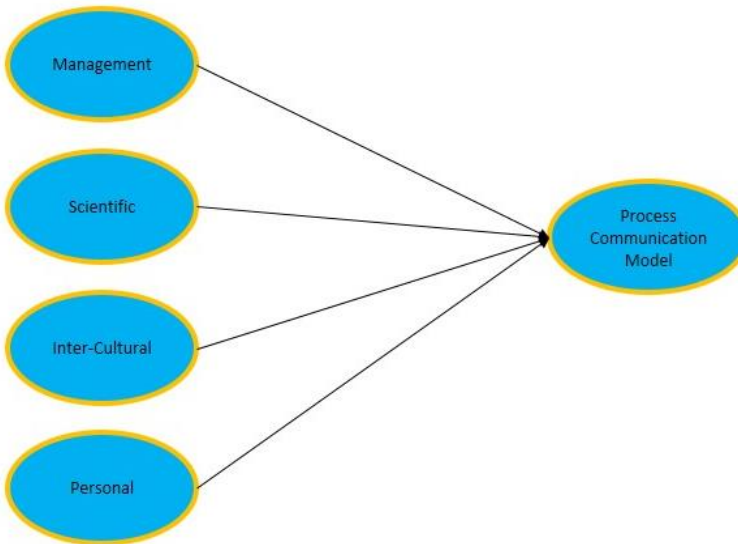 Management
Scientific
Inter-Cultural
Personal
Process
Communication
Model